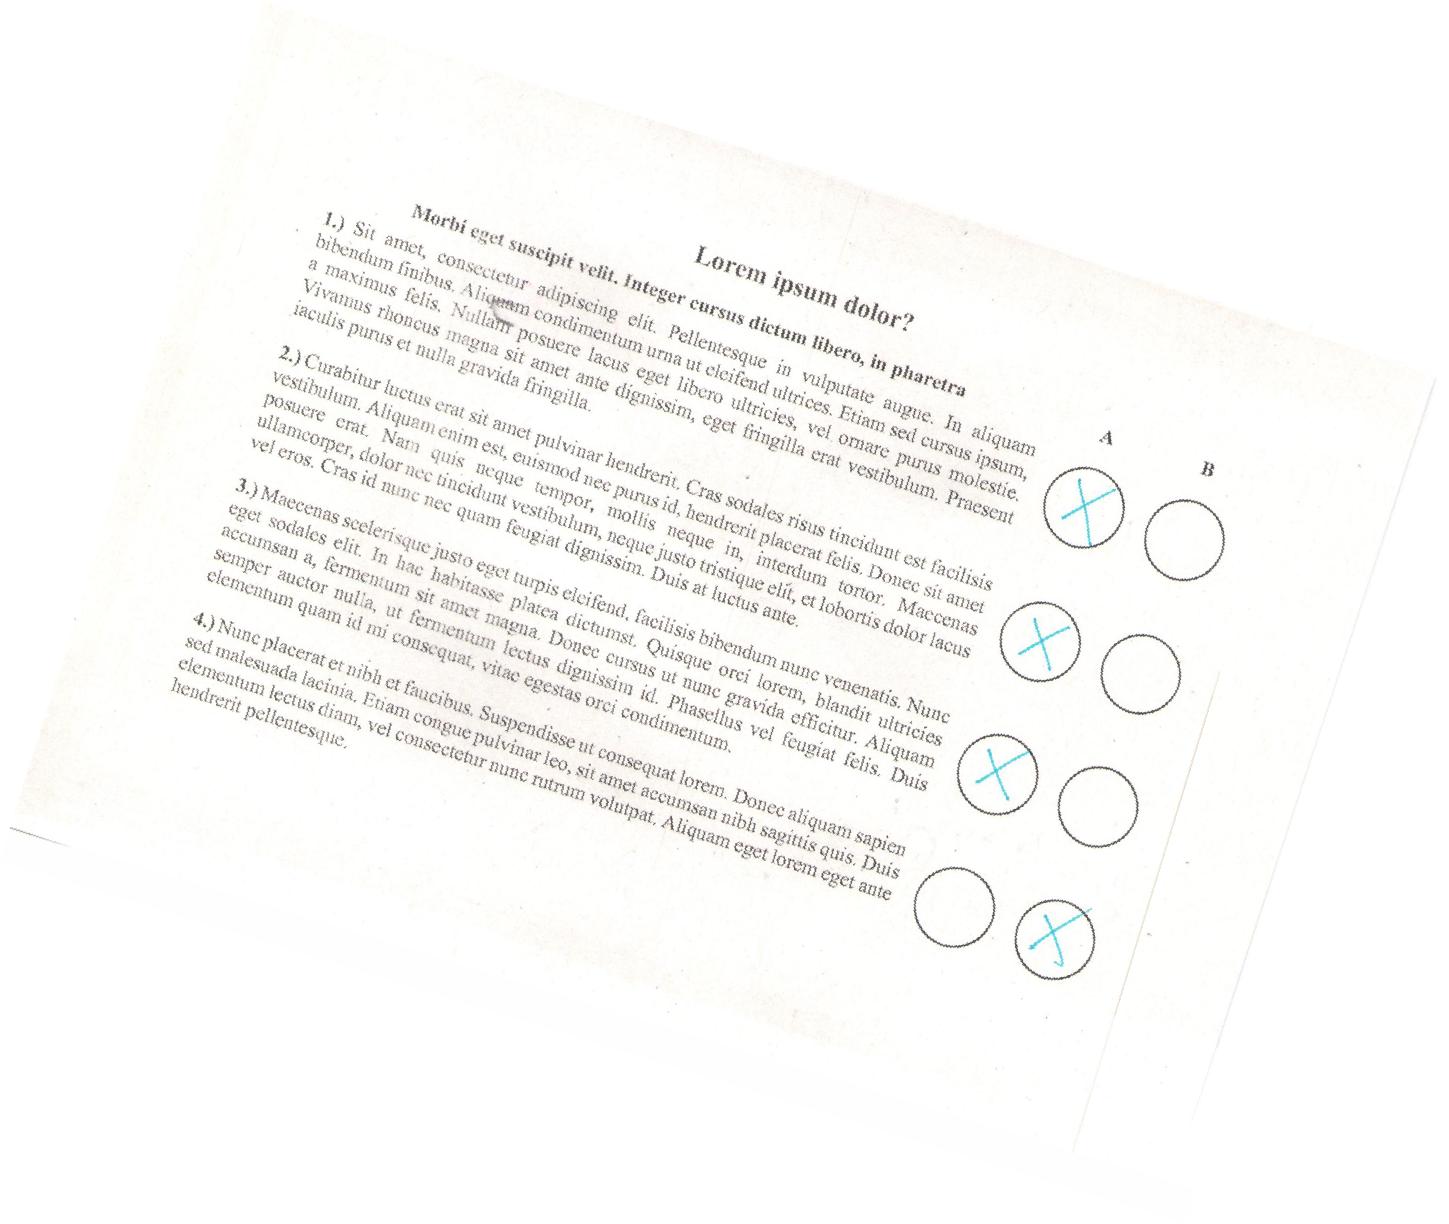 Lorem ipsum dolor?
Morbi eget suscipit velit. Integer cursus dictum libero, in pharetra
A
B
1.) Sit amet, consectetur adipiscing elit. Pellentesque in vulputate augue. In aliquam
bibendum finibus. Aliquam condimentum urna ut eleifend ultrices. Etiam sed cursus ipsum,
a maximus felis. Nullam posuere lacus eget libero ultricies, vel ornare purus molestie.
Vivamus rhoncus magna sit amet ante dignissim, eget fringilla erat vestibulum. Praesent
iaculis purus et nulla gravida fringilla.
2.) Curabitur luctus erat sit amet pulvinar hendrerit. Cras sodales risus tincidunt est facilisis
vestibulum. Aliquam enim est, euismod nec purus id, hendrerit placerat felis. Donec sit amet
posuere erat. Nam quis neque tempor, mollis neque in, interdum tortor. Maecenas
ullamcorper, dolor nec tincidunt vestibulum, neque justo tristique elit, et lobortis dolor lacus
vel eros. Cras id nunc nec quam feugiat dignissim. Duis at luctus ante.
3.) Maecenas scelerisque justo eget turpis eleifend, facilisis bibendum nunc venenatis. Nunc
eget sodales elit. In hac habitasse platea dictumst. Quisque orci lorem, blandit ultricies
accumsan a, fermentum sit amet magna. Donec cursus ut nunc gravida efficitur. Aliquam
semper auctor nulla, ut fermentum lectus dignissim id. Phasellus vel feugiat felis. Duis
elementum quam id mi consequat, vitae egestas orci condimentum.
4.) Nunc placerat et nibh et faucibus. Suspendisse ut consequat lorem. Donec aliquam sapien
sed malesuada lacinia. Etiam congue pulvinar leo, sit amet accumsan nibh sagittis quis. Duis
elementum lectus diam, vel consectetur nunc rutrum volutpat. Aliquam eget lorem eget ante
hendrerit pellentesque.